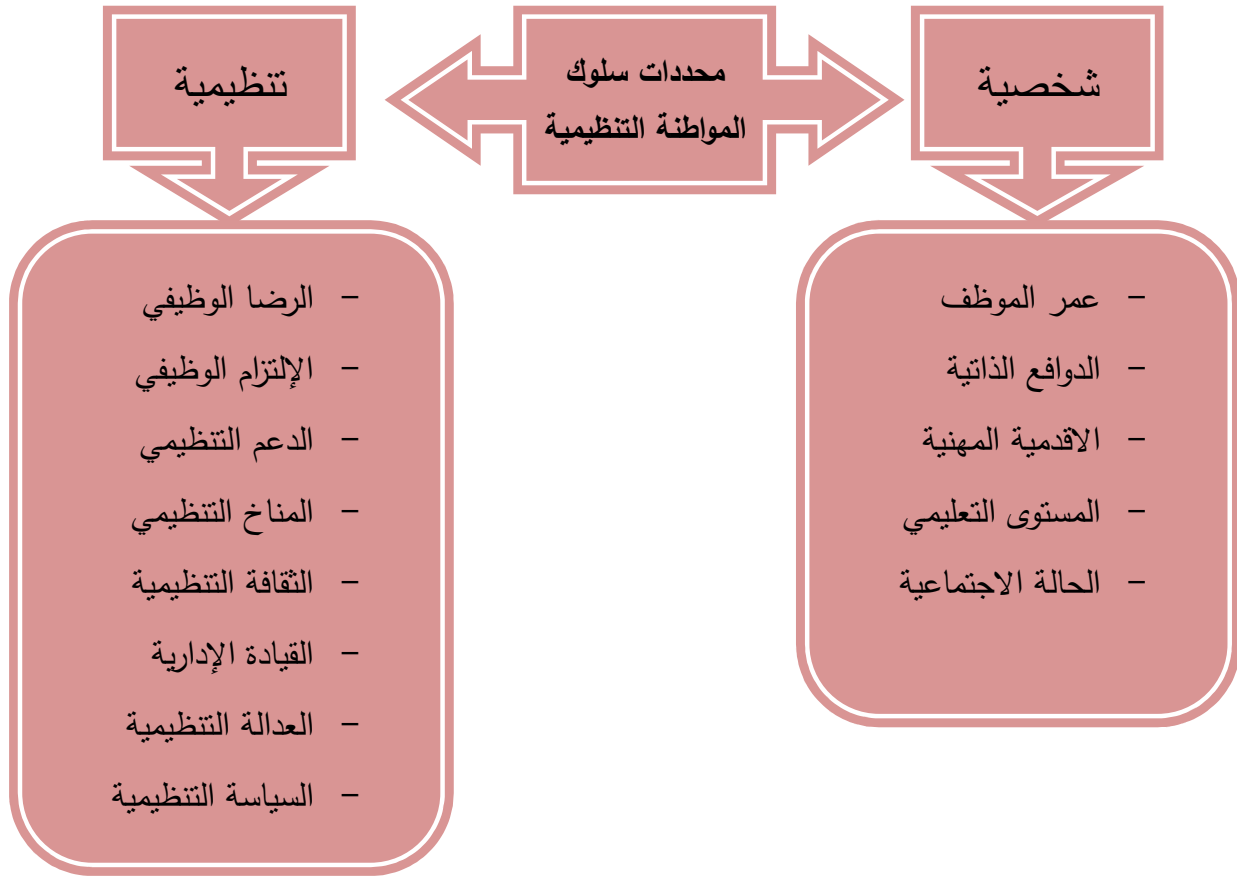 محددات سلوك
المواطنة التنظيمية
شخصية
- عمر الموظف
- الدوافع الذاتية
- الاقدمية المهنية
- المستوى التعليمي
- الحالة الاجتماعية
تنظيمية
- الرضا الوظيفي
- الإلتزام الوظيفي
- الدعم التنظيمي
- المناخ التنظيمي
- الثقافة التنظيمية
- القيادة الإدارية
- العدالة التنظيمية
- السياسة التنظيمية